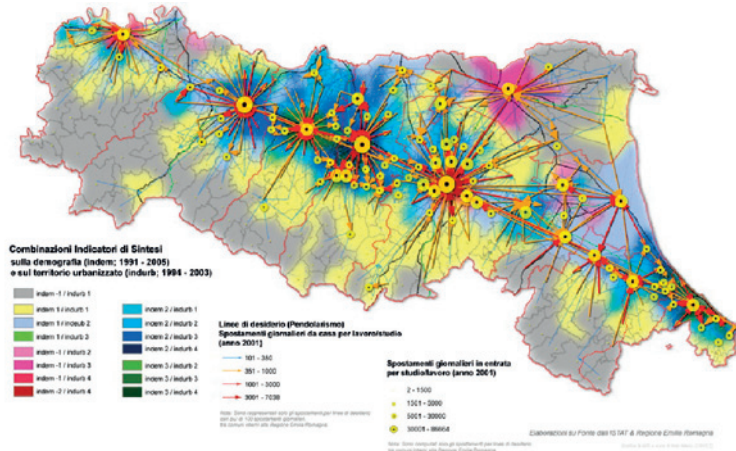 Combinazioni Indicatori di Sintesi
sulla demografia (indem; 1991 - 2005)
e sul territorio urbanizzato (indurb; 1994 - 2003)
indem -1 / indurb 1
indem 1 / indurb 1
indem 1 / indurb 2
indem 1 / indurb 3
indem -1 / indurb 2
indem -1 / indurb 3
indem -1 / indurb 4
indem -2 / indurb 4
indem 2 / indurb 1
indem 2 / indurb 2
indem 2 / indurb 3
indem 2 / indurb 4
indem 3 / indurb 2
indem 3 / indurb 3
indem 3 / indurb 4
Linee di desiderio (Pendolarismo)
Spostamenti giornalieri da casa per lavoro/studio
(anno 2001)
101 - 350
351 - 1000
1001 - 3000
3001 - 7039
Spostamenti giornalieri in entrata
per studio/lavoro (anno 2001)
2 - 1500
5001 - 30000
Elaborazioni su Fonte dati ISTAT & Regione Emilia Romagna